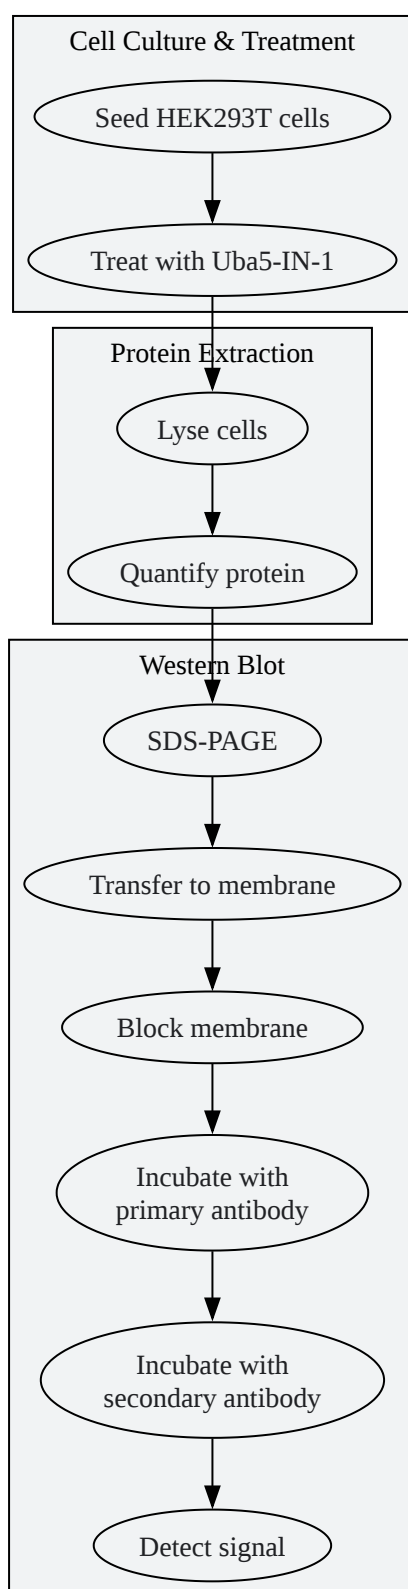 Cell Culture & Treatment
Seed HEK293T cells
Treat with Uba5-IN-1
Protein Extraction
Lyse cells
Quantify protein
Western Blot
SDS-PAGE
Transfer to membrane
Block membrane
Incubate with
primary antibody
Incubate with
secondary antibody
Detect signal